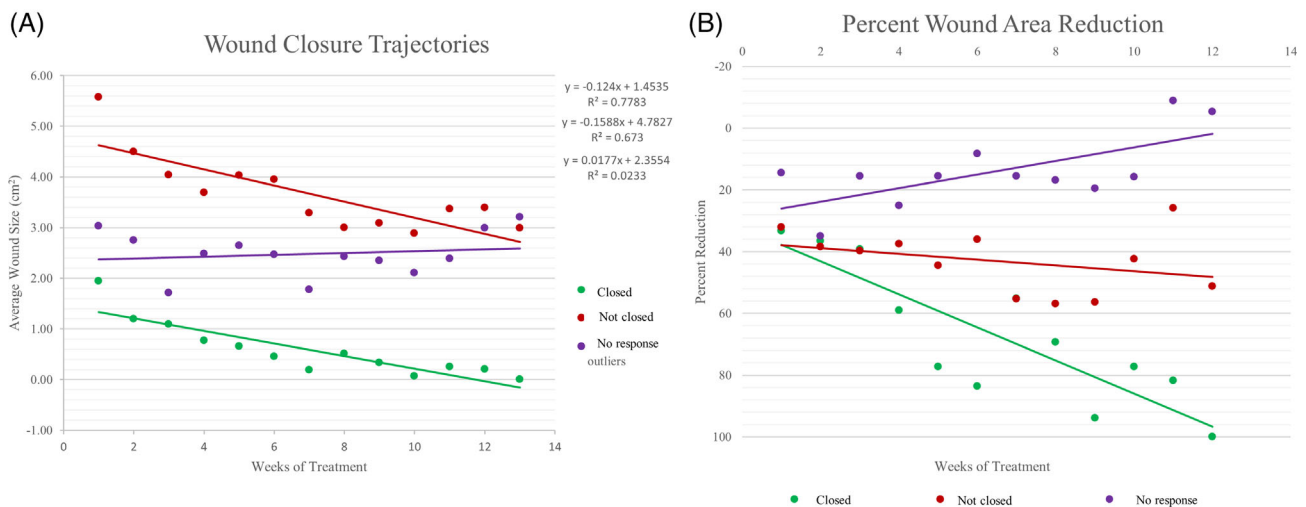 (A)
Wound Closure Trajectories
6.00
5.00
4.00
3.00
2.00
1.00
0.00
-1.00
Average Wound Size (cm²)
0 2 4 6 8 10 12 14
Weeks of Treatment
y = -0.124x + 1.4535
R² = 0.7783
y = -0.1588x + 4.7827
R² = 0.673
y = 0.0177x + 2.3554
R² = 0.0233
Closed
Not closed
No response
outliers
(B)
Percent Wound Area Reduction
0 2 4 6 8 10 12 14
-20
0
20
40
60
80
100
Percent Reduction
Weeks of Treatment
Closed Not closed No response